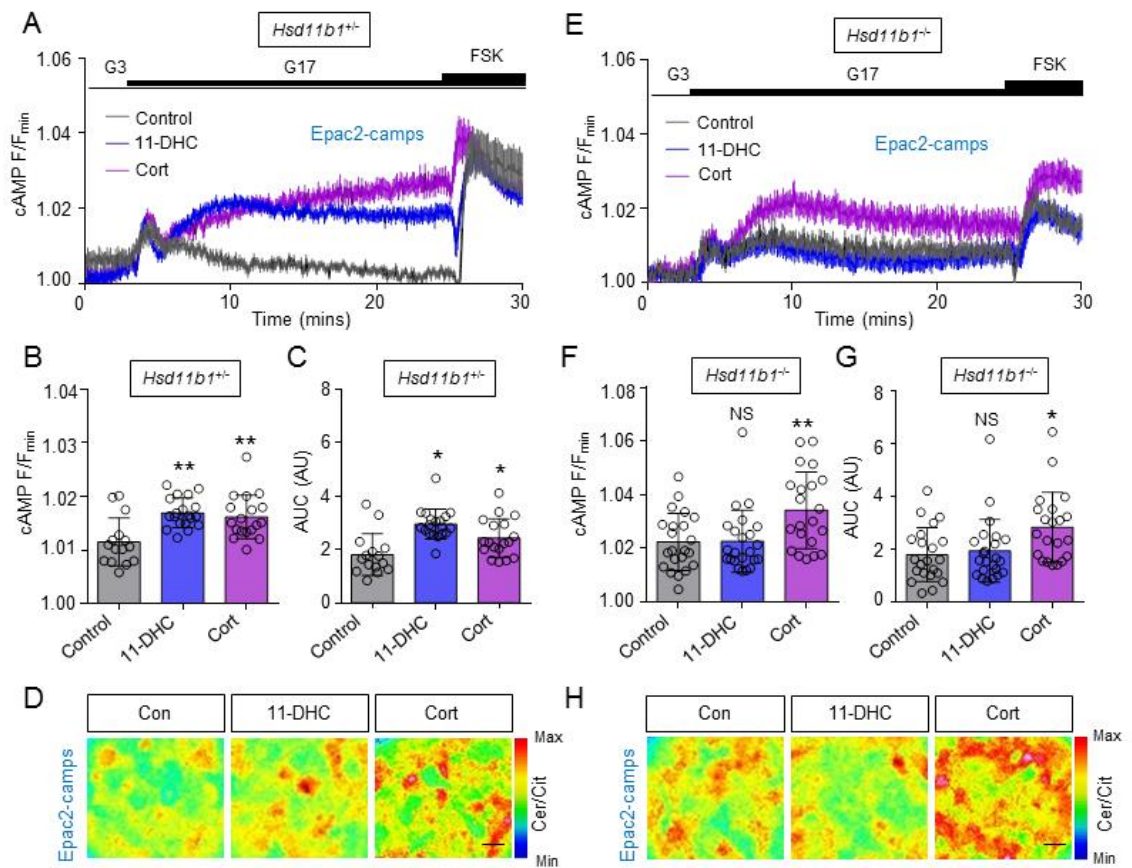 A
Hsd11b1+/-
1.06
1.04
1.02
1.00
cAMP F/Fmin
G3
G17
FSK
Control
11-DHC
Cort
Epac2-camps
0
10
20
30
Time (mins)
E
Hsd11b1-/-
1.06
1.04
1.02
1.00
cAMP F/Fmin
G3
G17
FSK
Control
11-DHC
Cort
Epac2-camps
0
10
20
30
Time (mins)
B
Hsd11b1+/-
1.04
1.03
1.02
1.01
1.00
cAMP F/Fmin
**
**
Control
11-DHC
Cort
C
Hsd11b1+/-
8
6
4
2
0
AUC (AU)
*
*
Control
11-DHC
Cort
F
Hsd11b1-/-
1.08
1.06
1.04
1.02
1.00
cAMP F/Fmin
NS
**
Control
11-DHC
Cort
G
Hsd11b1-/-
8
6
4
2
0
AUC (AU)
NS
*
Control
11-DHC
Cort
D
Con
11-DHC
Cort
Epac2-camps
Max
Cer/Cit
Min
H
Con
11-DHC
Cort
Epac2-camps
Max
Cer/Cit
Min